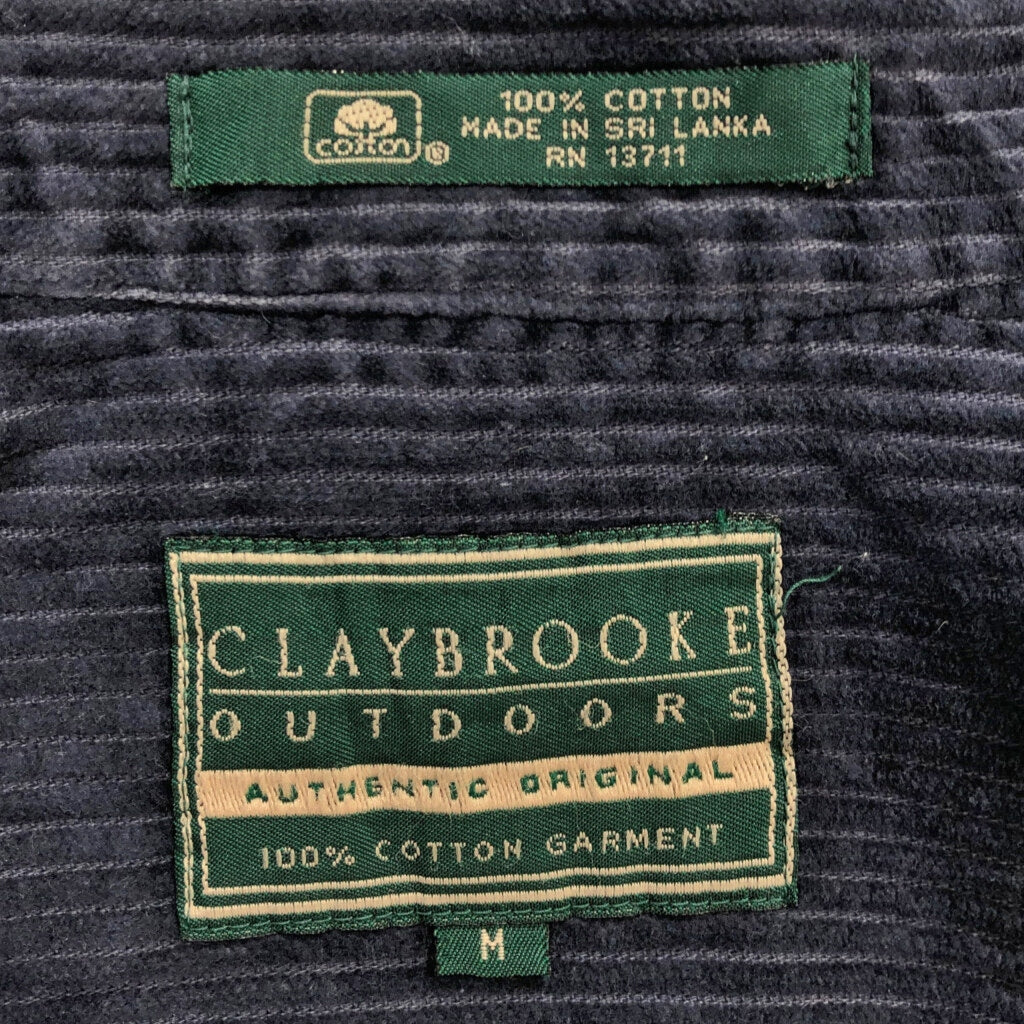 cotton®
100% COTTON
MADE IN SRI LANKA
RN 13711
CLAYBROOKE
OUTDOORS
AUTHENTIC ORIGINAL
100% COTTON GARMENT
M